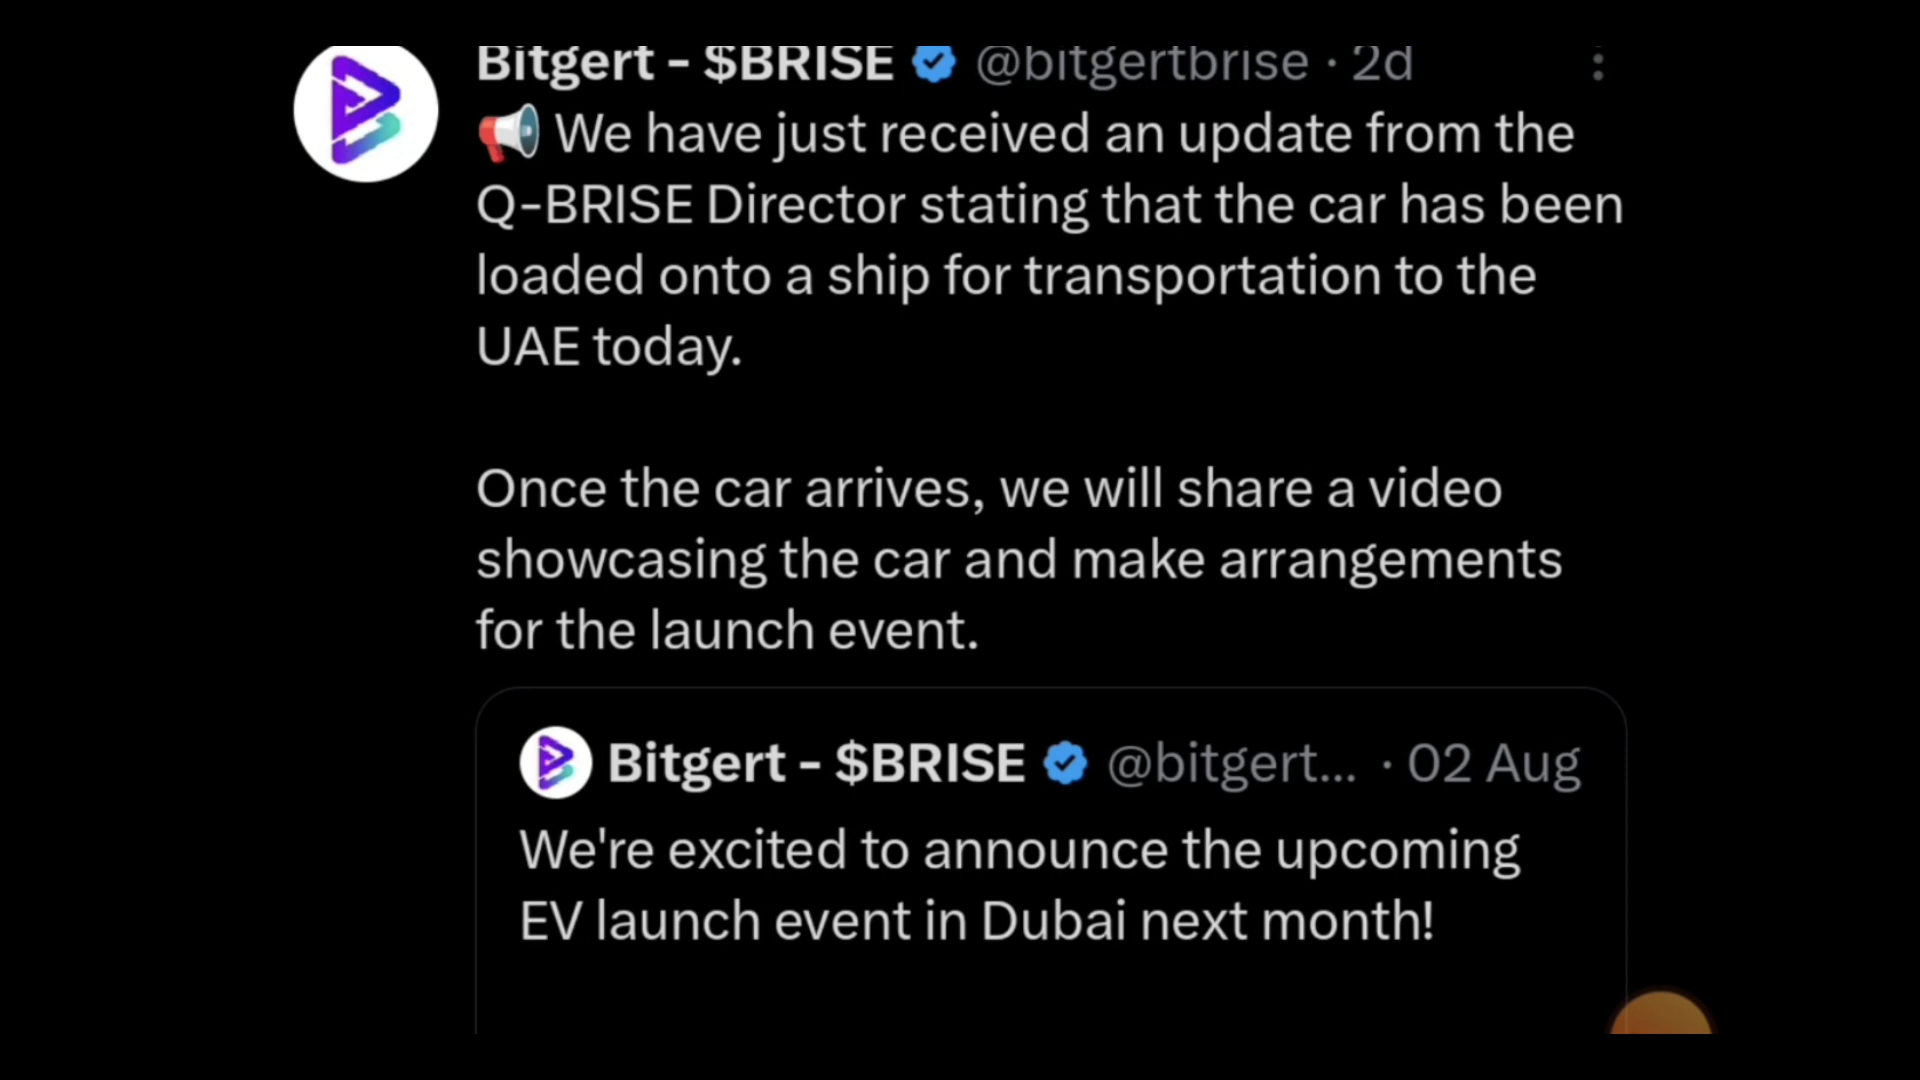 Bitgert - $BRISE @bitgertbrise · 2d
📢 We have just received an update from the
Q-BRISE Director stating that the car has been
loaded onto a ship for transportation to the
UAE today.
Once the car arrives, we will share a video
showcasing the car and make arrangements
for the launch event.
Bitgert - $BRISE @bitgert... · 02 Aug
We're excited to announce the upcoming
EV launch event in Dubai next month!